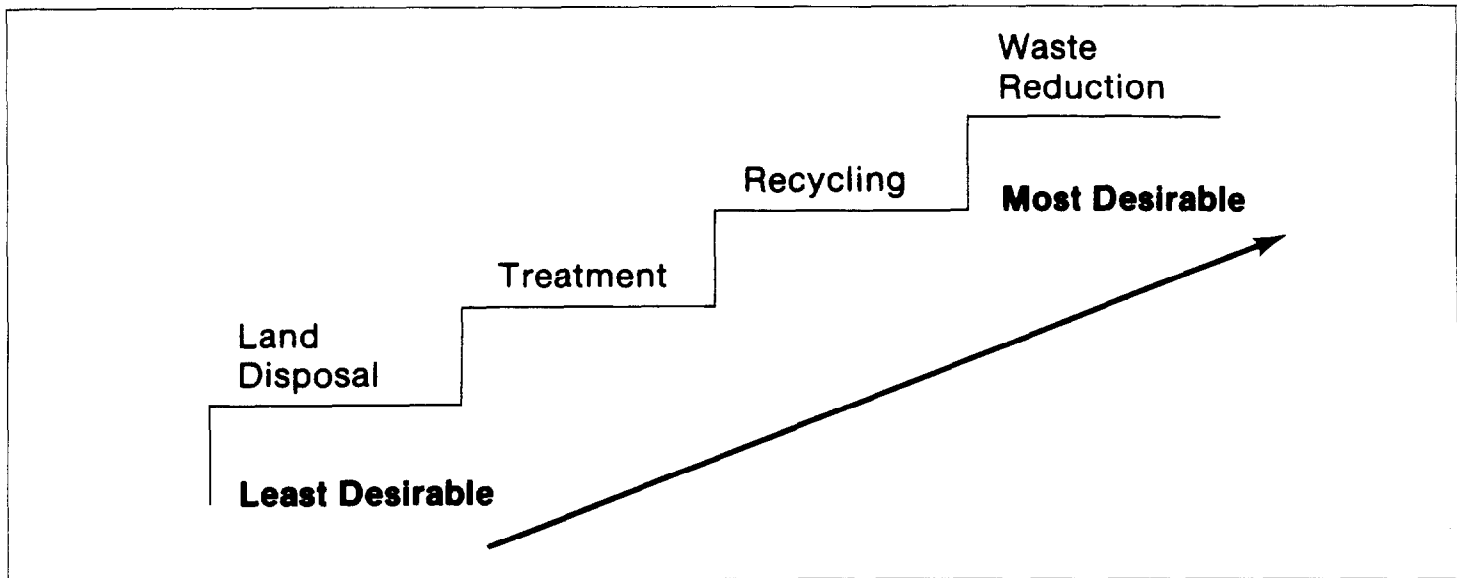 Waste
Reduction
Recycling
Most Desirable
Treatment
Land
Disposal
Least Desirable